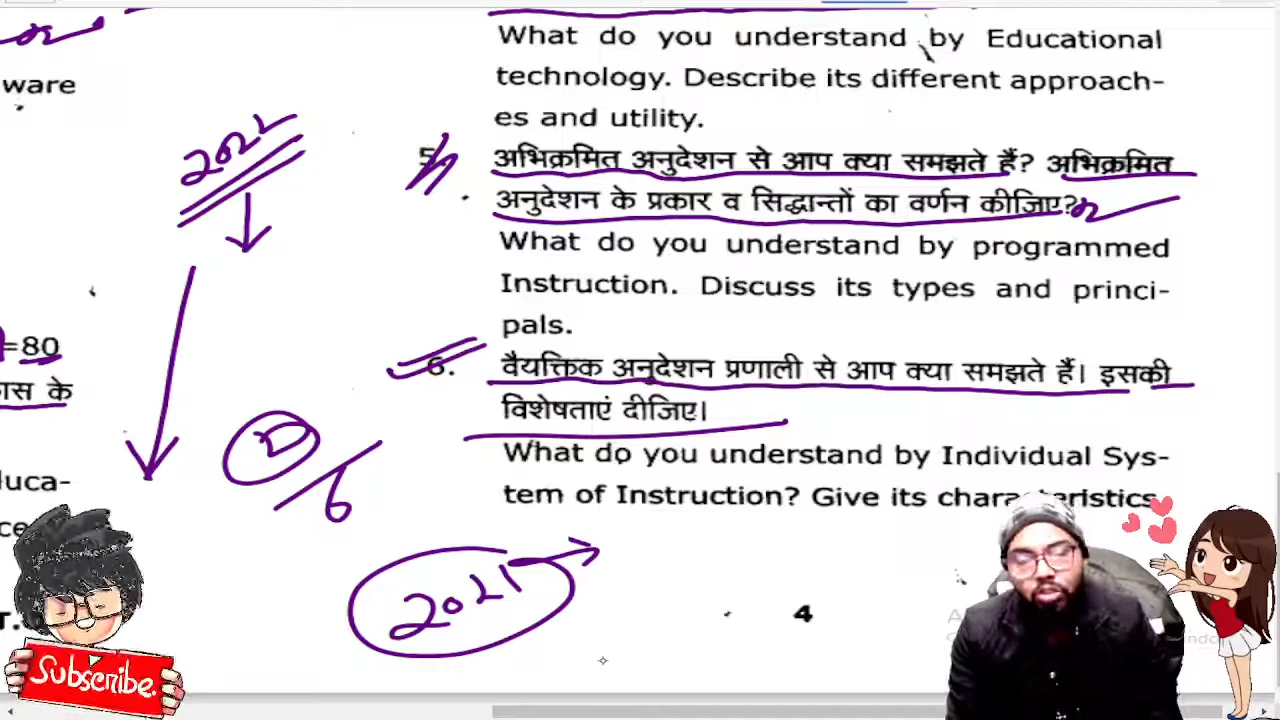 ware
2022
=80
ास के
luca-
What do you understand by Educational
technology. Describe its different approach-
es and utility.
5. अभिक्रमित अनुदेशन से आप क्या समझते हैं? अभिक्रमित
अनुदेशन के प्रकार व सिद्धान्तों का वर्णन कीजिए?
What do you understand by programmed
Instruction. Discuss its types and princi-
pals.
6. वैयक्तिक अनुदेशन प्रणाली से आप क्या समझते हैं। इसकी
विशेषताएं दीजिए।
What do you understand by Individual Sys-
tem of Instruction? Give its characteristics
6
2021
4
Subscribe.